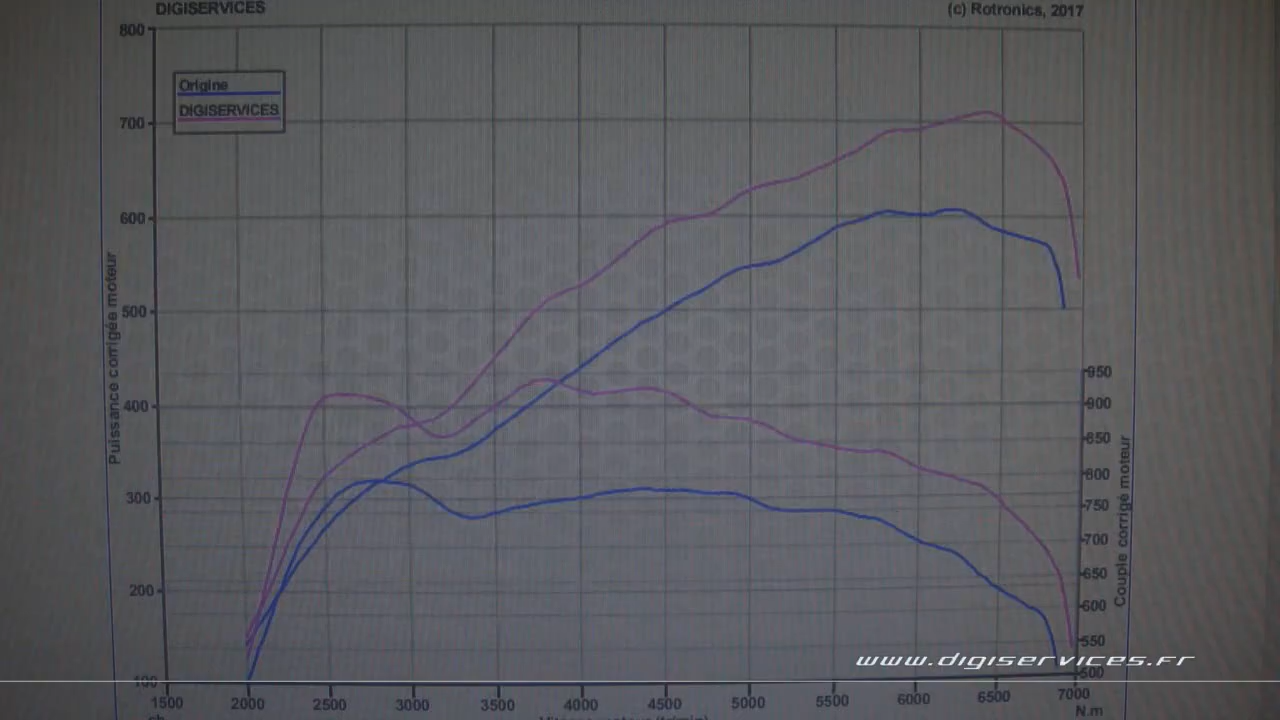 DIGISERVICES
(c) Rotronics, 2017
800
Origine
DIGISERVICES
700
600
500
400
300
200
100
Puissance corrigée moteur
950
900
850
800
750
700
650
600
550
500
Couple corrigé moteur
www.digiservices.fr
1500 2000 2500 3000 3500 4000 4500 5000 5500 6000 6500 7000
ch
N.m